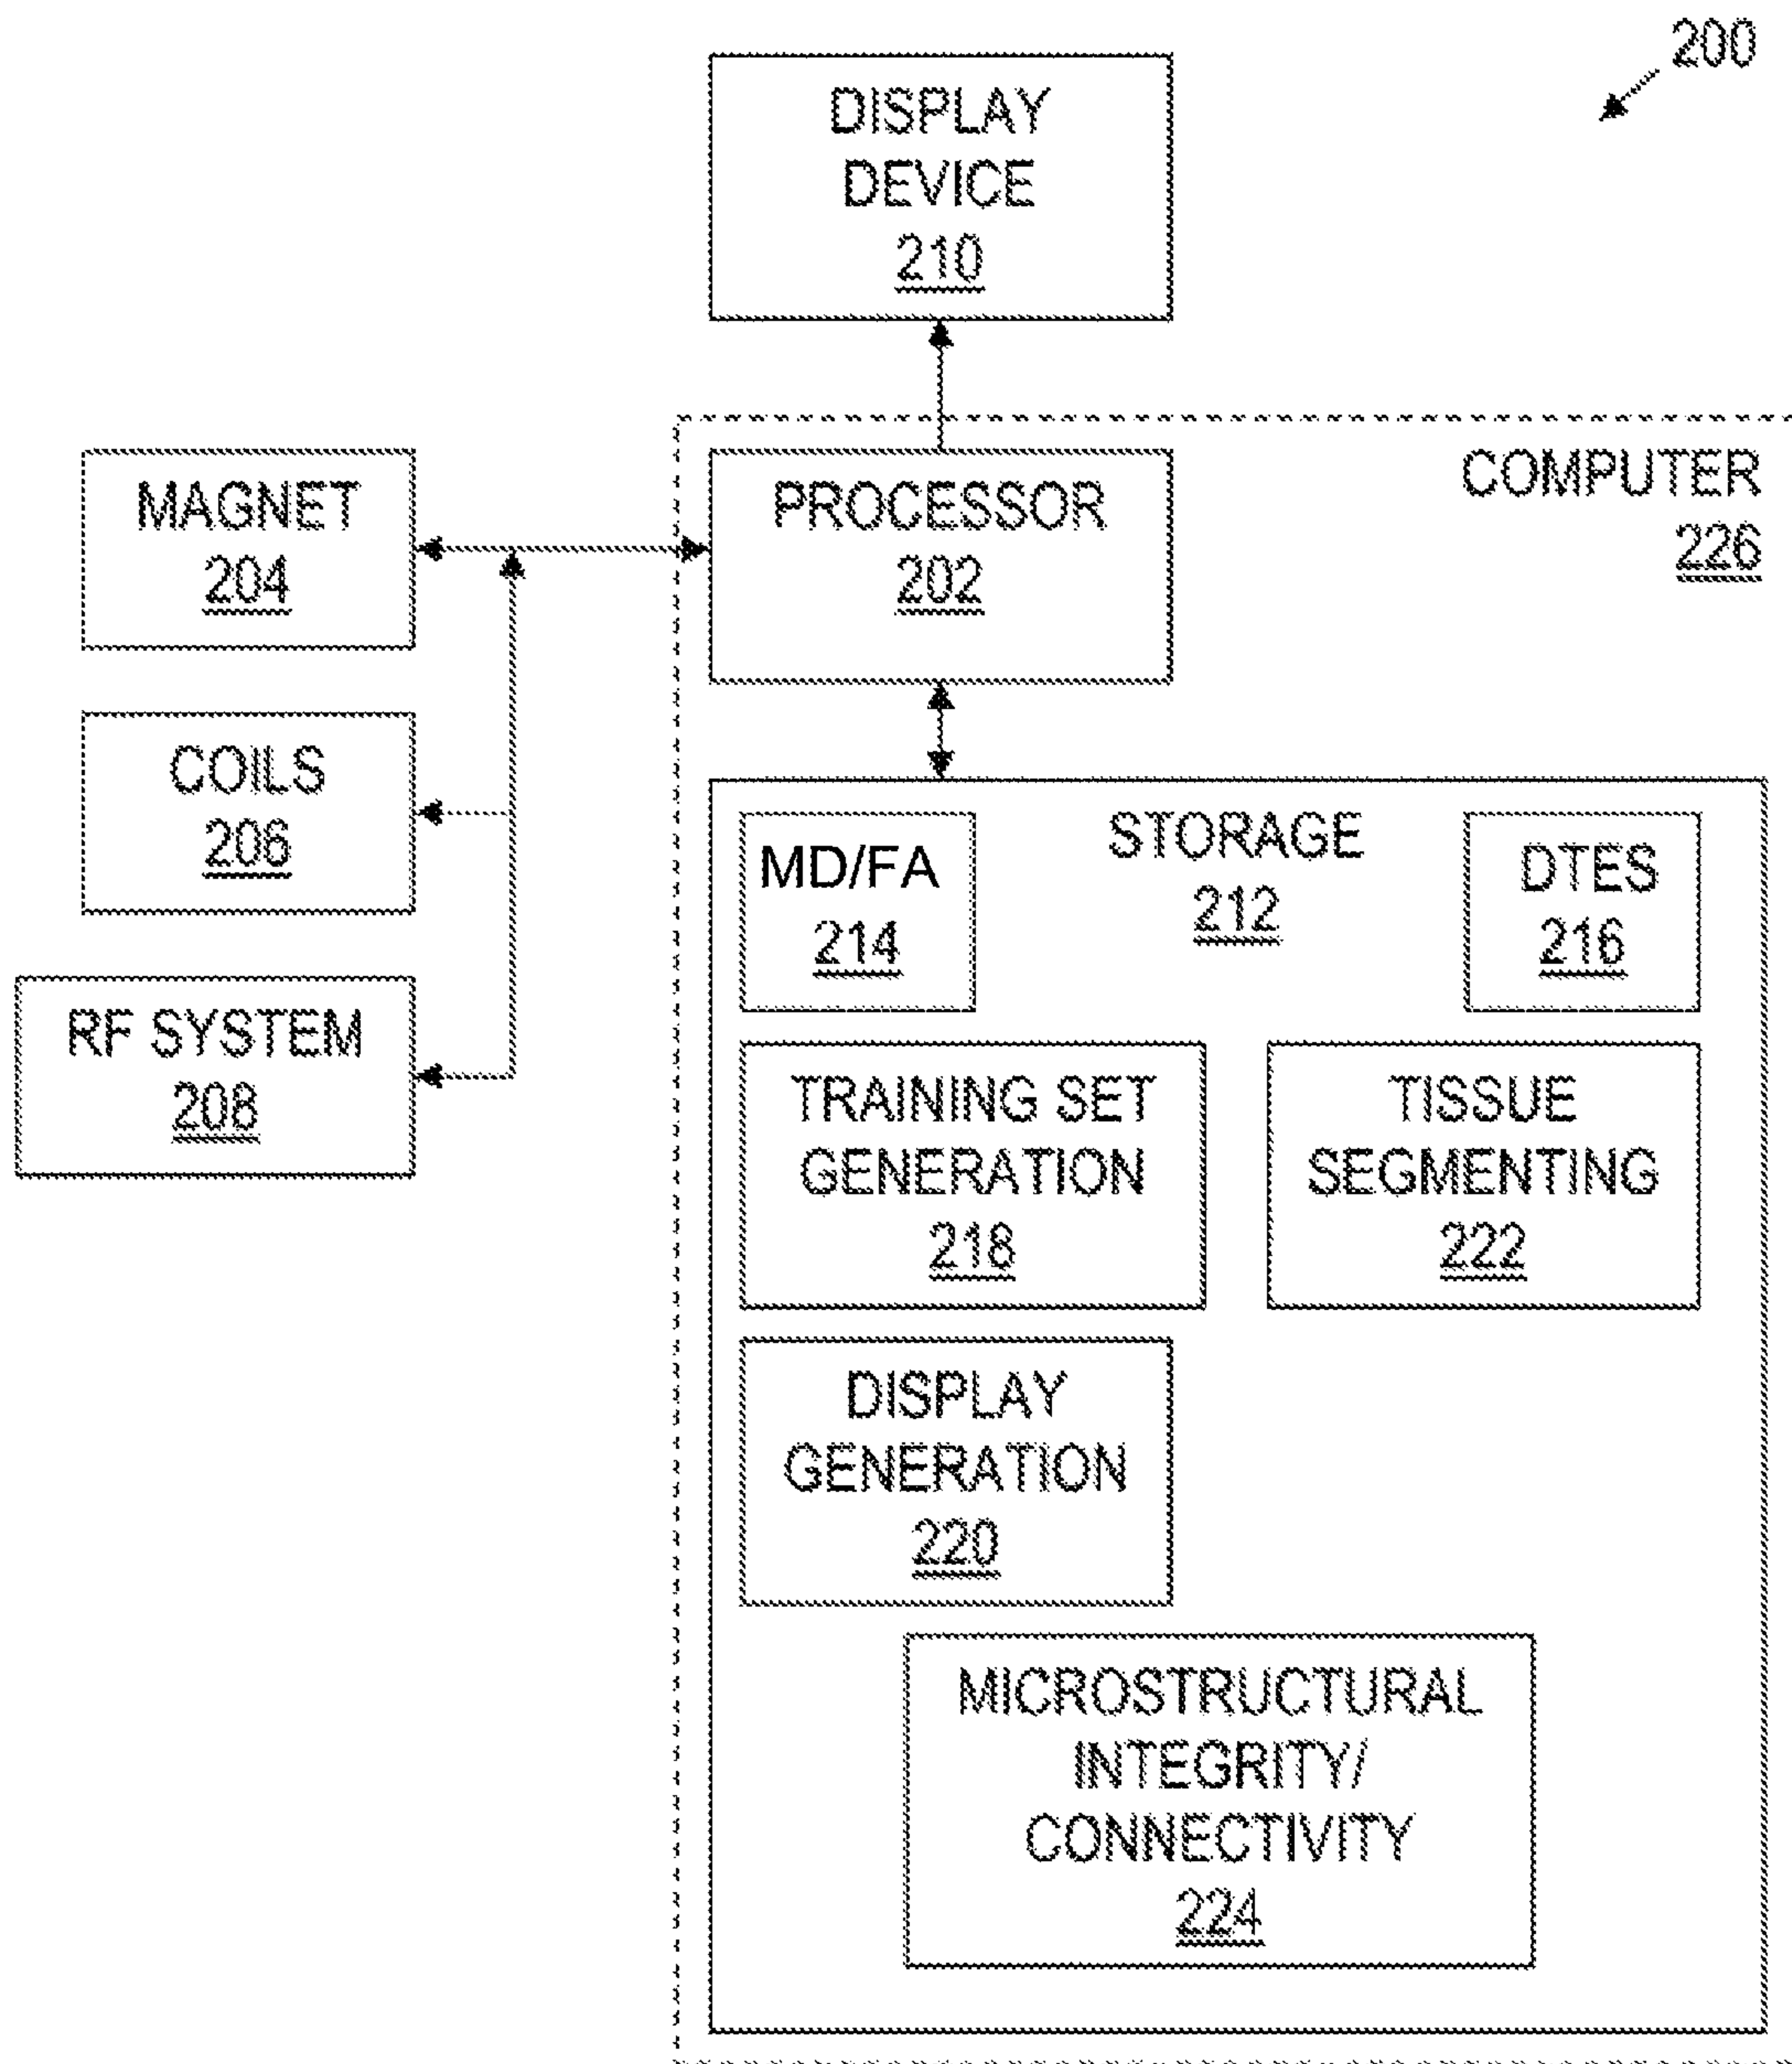 200
DISPLAY
DEVICE
210
COMPUTER
226
MAGNET
204
PROCESSOR
202
COILS
206
RF SYSTEM
208
STORAGE
212
MD/FA
214
DTES
216
TRAINING SET
GENERATION
218
TISSUE
SEGMENTING
222
DISPLAY
GENERATION
220
MICROSTRUCTURAL
INTEGRITY/
CONNECTIVITY
224